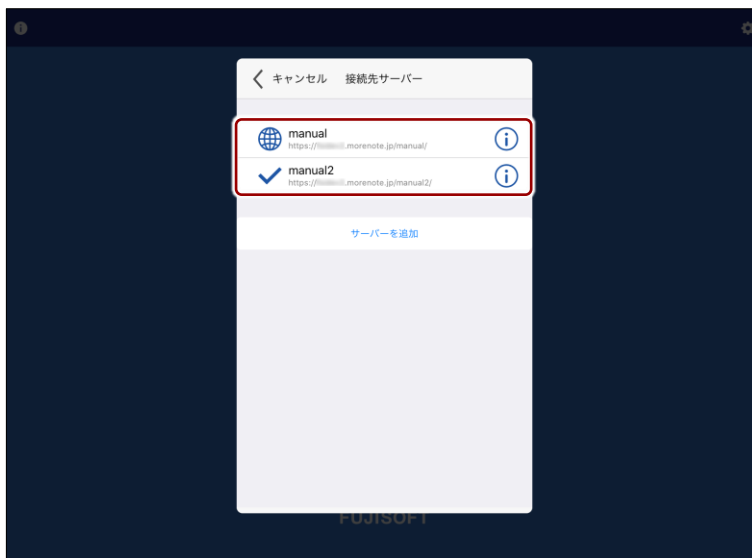 キャンセル 接続先サーバー
manual
https:// .morenote.jp/manual/
manual2
https:// .morenote.jp/manual2/
サーバーを追加
FUJISOFT